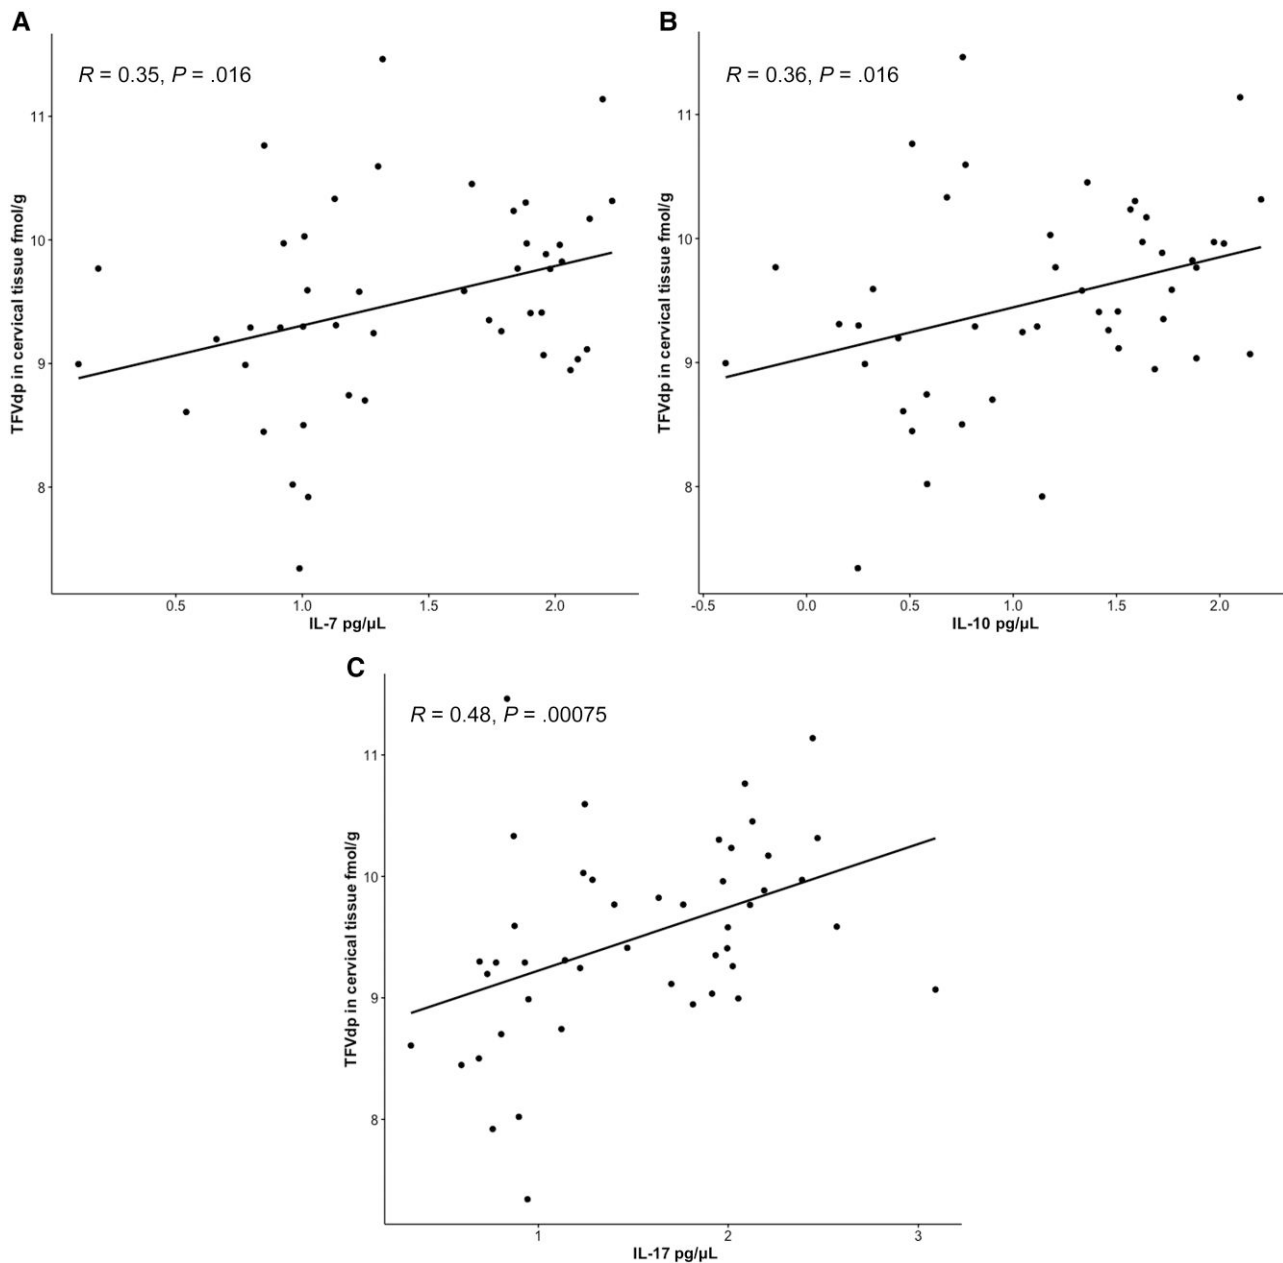 A
R = 0.35, P = .016
11
10
9
8
TFVdp in cervical tissue fmol/g
0.5 1.0 1.5 2.0
IL-7 pg/µL
B
R = 0.36, P = .016
11
10
9
8
TFVdp in cervical tissue fmol/g
-0.5 0.0 0.5 1.0 1.5 2.0
IL-10 pg/µL
C
R = 0.48, P = .00075
11
10
9
8
TFVdp in cervical tissue fmol/g
1 2 3
IL-17 pg/µL